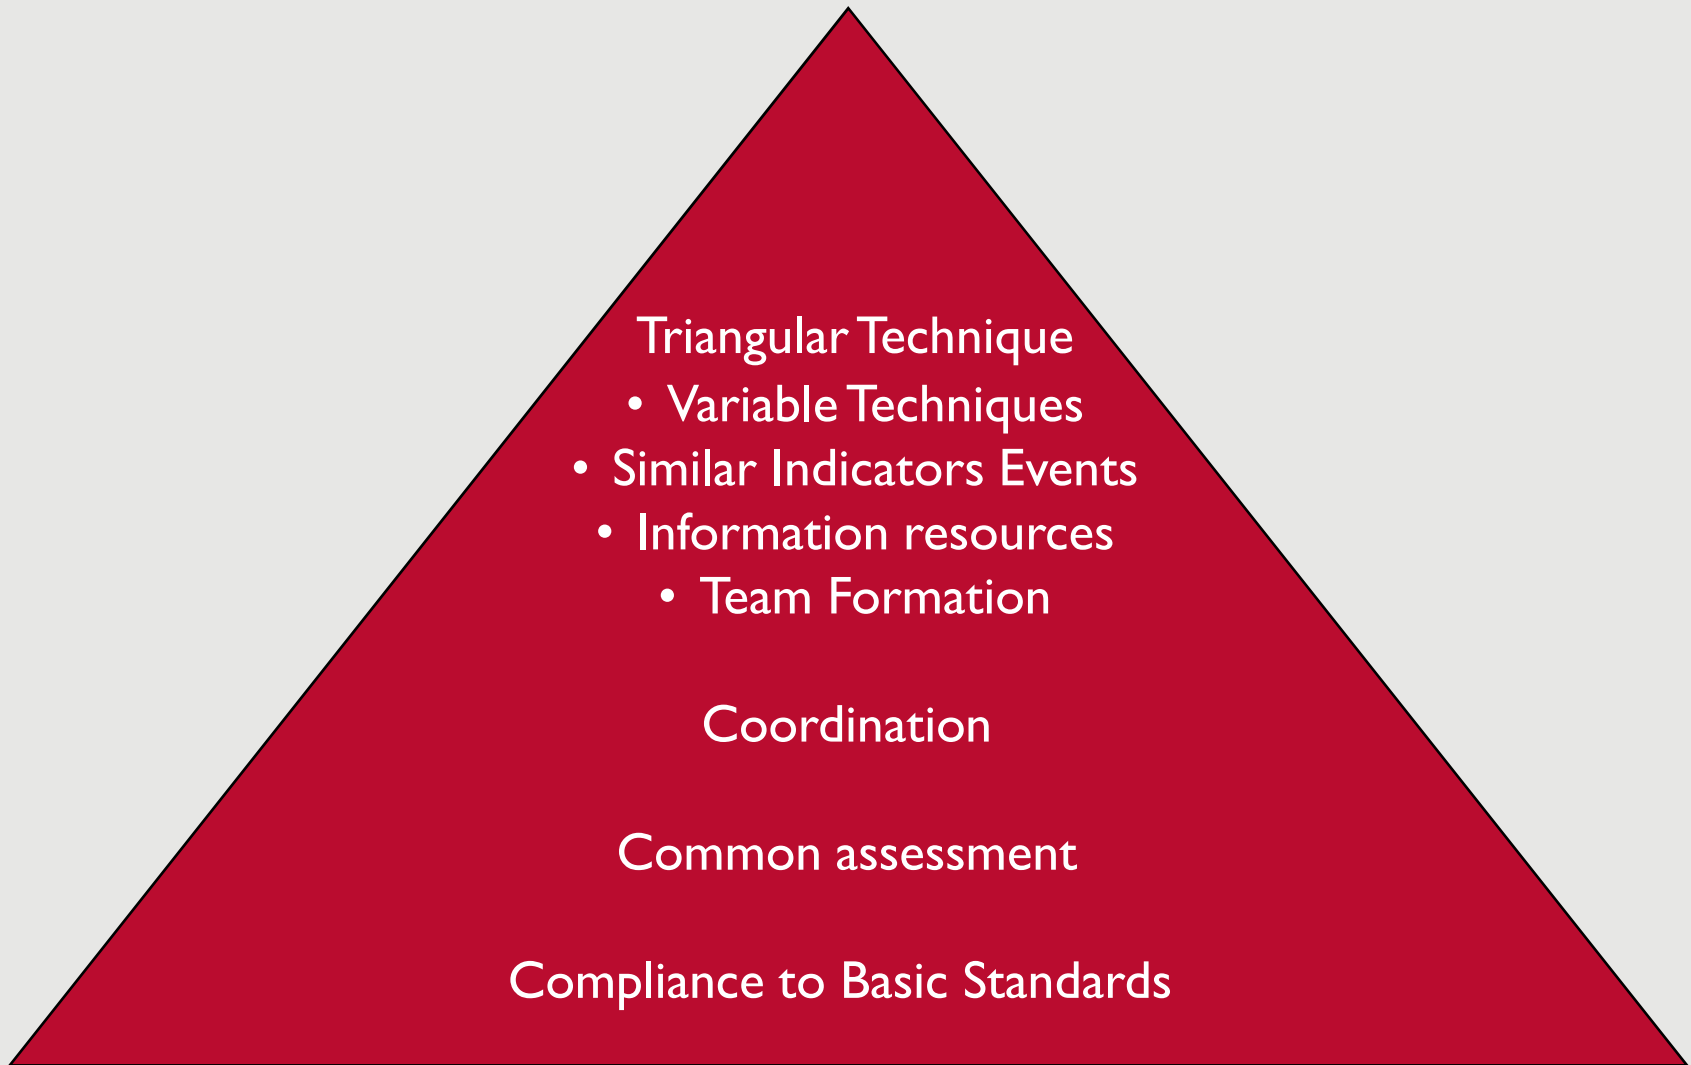 Triangular Technique
• Variable Techniques
• Similar Indicators Events
• Information resources
• Team Formation
Coordination
Common assessment
Compliance to Basic Standards